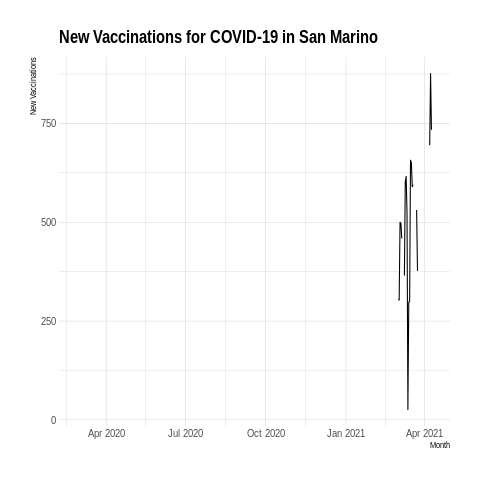 New Vaccinations for COVID-19 in San Marino
New Vaccinations
750
500
250
0
Apr 2020 Jul 2020 Oct 2020 Jan 2021 Apr 2021
Month